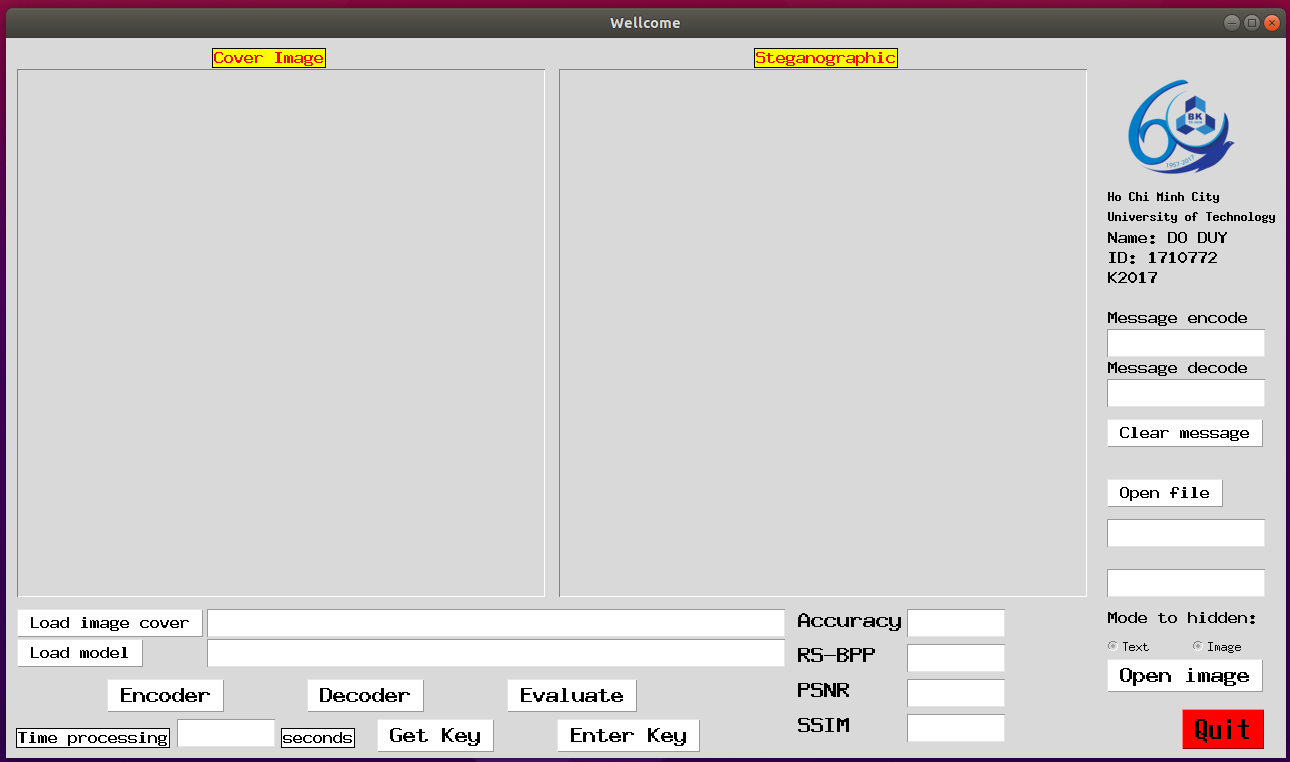 Wellcome
Cover Image
Steganographic
BK
TP.HCM
1957-2017
Ho Chi Minh City
University of Technology
Name: DO DUY
ID: 1710772
K2017
Message encode
Message decode
Clear message
Open file
Load image cover
Load model
Accuracy
RS-BPP
PSNR
SSIM
Mode to hidden:
Text Image
Open image
Encoder Decoder Evaluate
Time processing seconds Get Key Enter Key
Quit